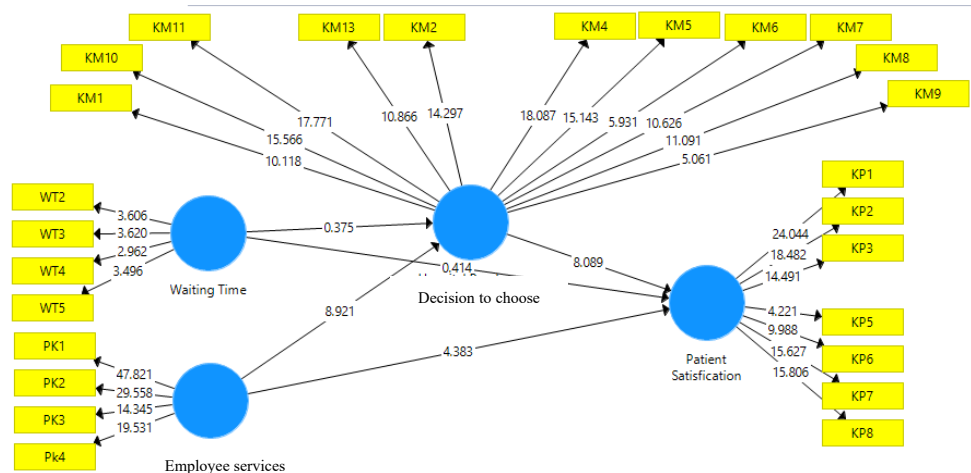 KM11
KM13
KM2
KM4
KM5
KM6
KM7
KM10
KM8
KM1
KM9
17.771
10.866
14.297
18.087
15.143
5.931
10.626
15.566
11.091
10.118
5.061
KP1
WT2
KP2
3.606
WT3
3.620
0.375
24.044
18.482
KP3
WT4
2.962
0.414
8.089
14.491
WT5
3.496
Waiting Time
Decision to choose
8.921
4.221
KP5
PK1
9.988
4.383
15.627
KP6
PK2
47.821
Patient
Satisfication
15.806
29.558
KP7
PK3
14.345
19.531
KP8
Pk4
Employee services